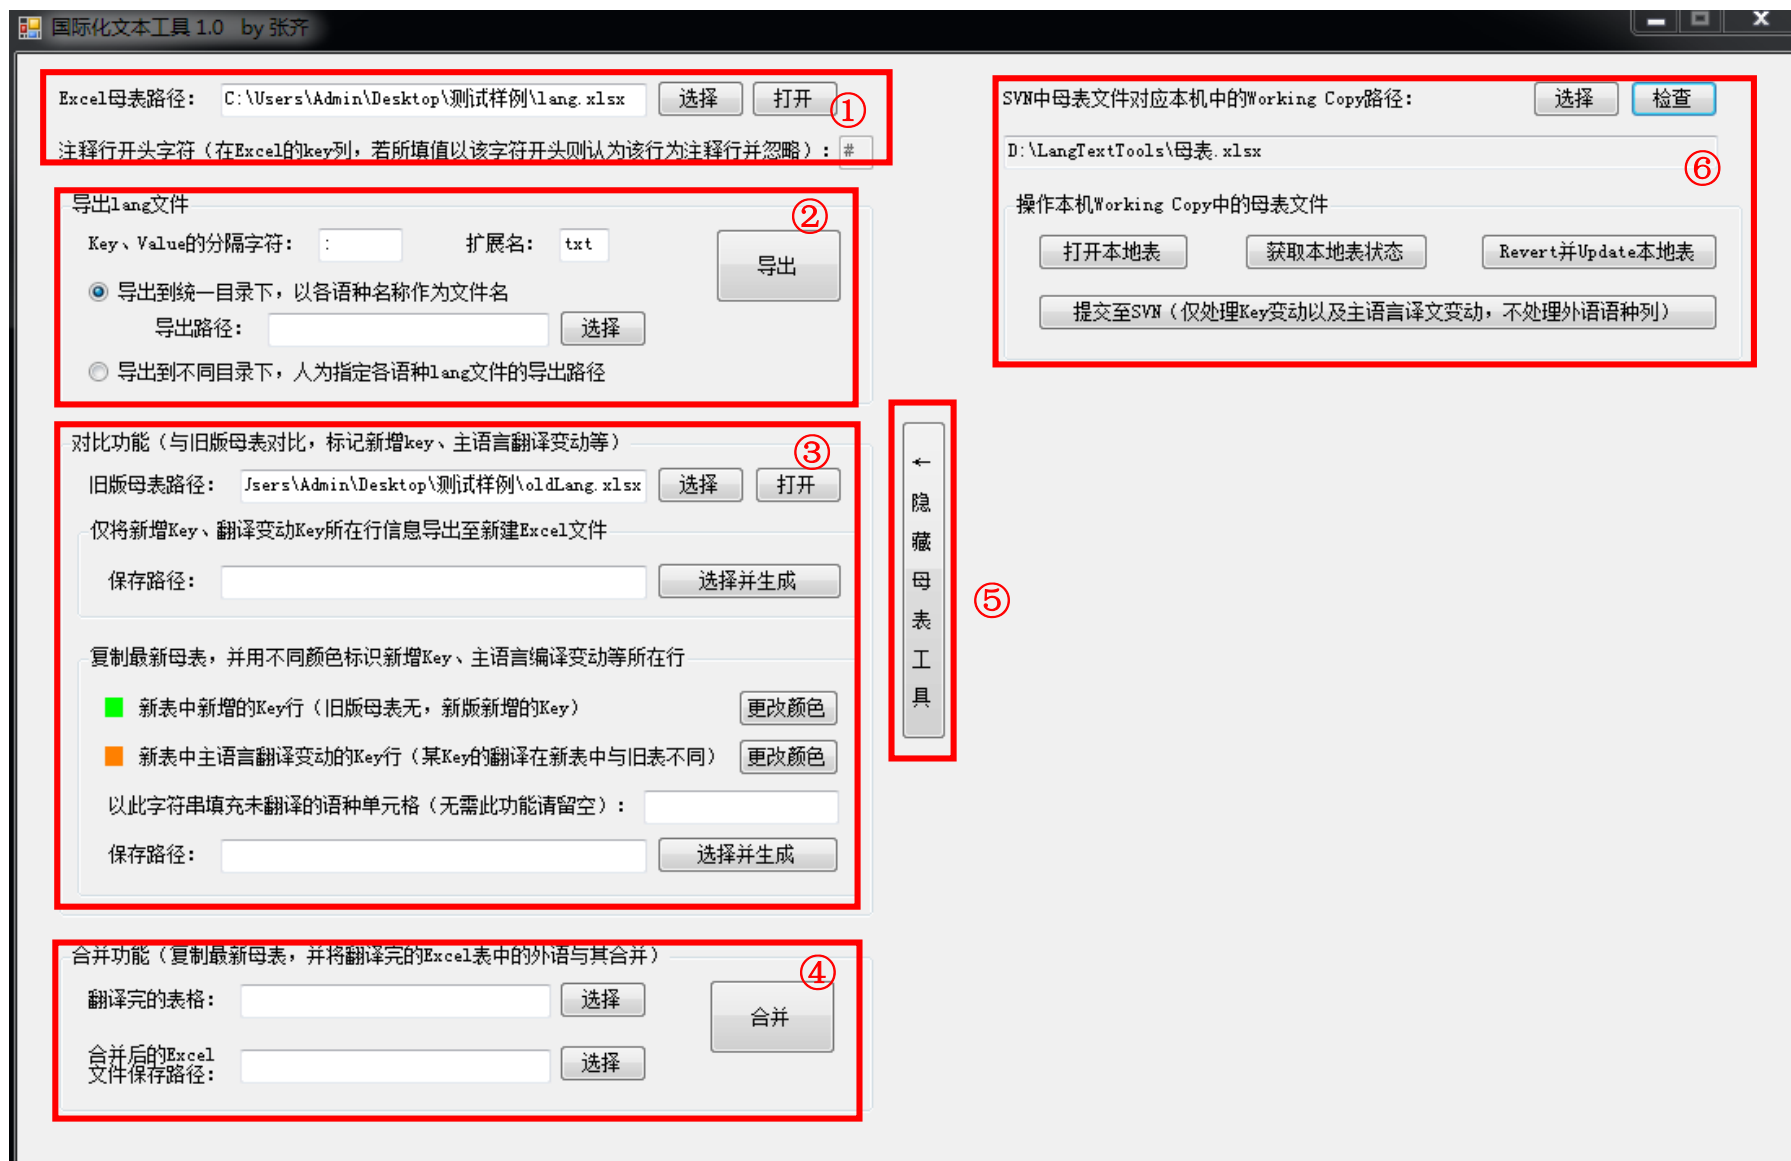 国际化文本工具 1.0   by 张齐
Excel母表路径： C:\Users\Admin\Desktop\测试样例\lang.xlsx 选择 打开 ①
注释行开头字符（在Excel的key列，若所填值以该字符开头则认为该行为注释行并忽略）： #
导出lang文件 ②
Key、Value的分隔字符： : 扩展名： txt 导出
导出到统一目录下，以各语种名称作为文件名
导出路径： 选择
导出到不同目录下，人为指定各语种lang文件的导出路径
对比功能（与旧版母表对比，标记新增key、主语言翻译变动等） ③
旧版母表路径： Jsers\Admin\Desktop\测试样例\oldLang.xlsx 选择 打开
仅将新增Key、翻译变动Key所在行信息导出至新建Excel文件
保存路径： 选择并生成
复制最新母表，并用不同颜色标识新增Key、主语言编译变动等所在行
新表中新增的Key行（旧版母表无，新版新增的Key） 更改颜色
新表中主语言翻译变动的Key行（某Key的翻译在新表中与旧表不同） 更改颜色
以此字符串填充未翻译的语种单元格（无需此功能请留空）：
保存路径： 选择并生成
合并功能（复制最新母表，并将翻译完的Excel表中的外语与其合并） ④
翻译完的表格： 选择 合并
合并后的Excel
文件保存路径： 选择
←
隐
藏
母
表
工
具
⑤
SVN中母表文件对应本机中的Working Copy路径： 选择 检查
D:\LangTextTools\母表.xlsx ⑥
操作本机Working Copy中的母表文件
打开本地表 获取本地表状态 Revert并Update本地表
提交至SVN（仅处理Key变动以及主语言译文变动，不处理外语语种列）